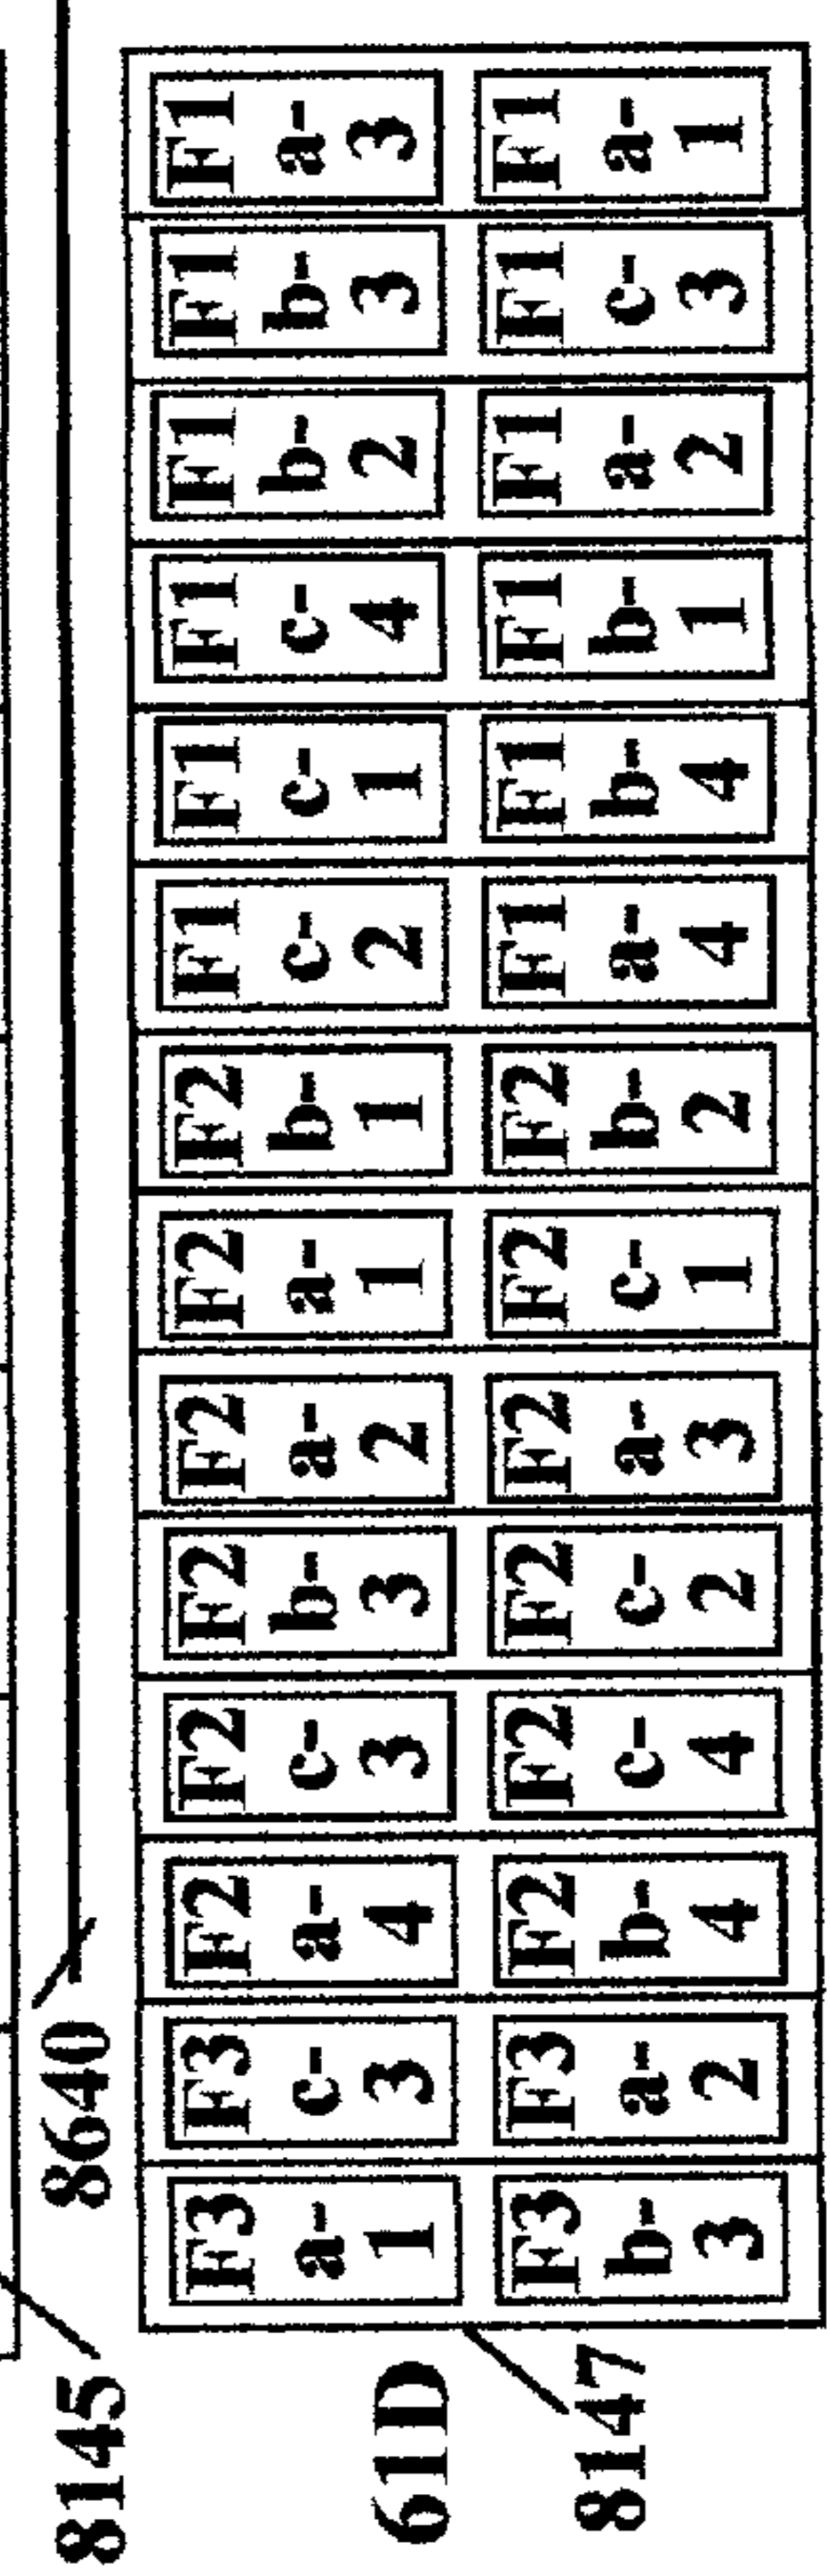 8145 8640
F3 F3 F2 F2 F2 F2 F2 F2 F1 F1 F1 F1 F1 F1
a- c- a- c- b- a- a- b- c- c- c- b- b- a-
1 3 4 3 3 2 1 1 2 1 4 2 3 3
61D
F3 F3 F2 F2 F2 F2 F2 F2 F1 F1 F1 F1 F1 F1
b- a- b- c- c- a- c- b- a- b- b- a- c- a-
3 2 4 4 2 3 1 2 4 4 1 2 3 1
8147